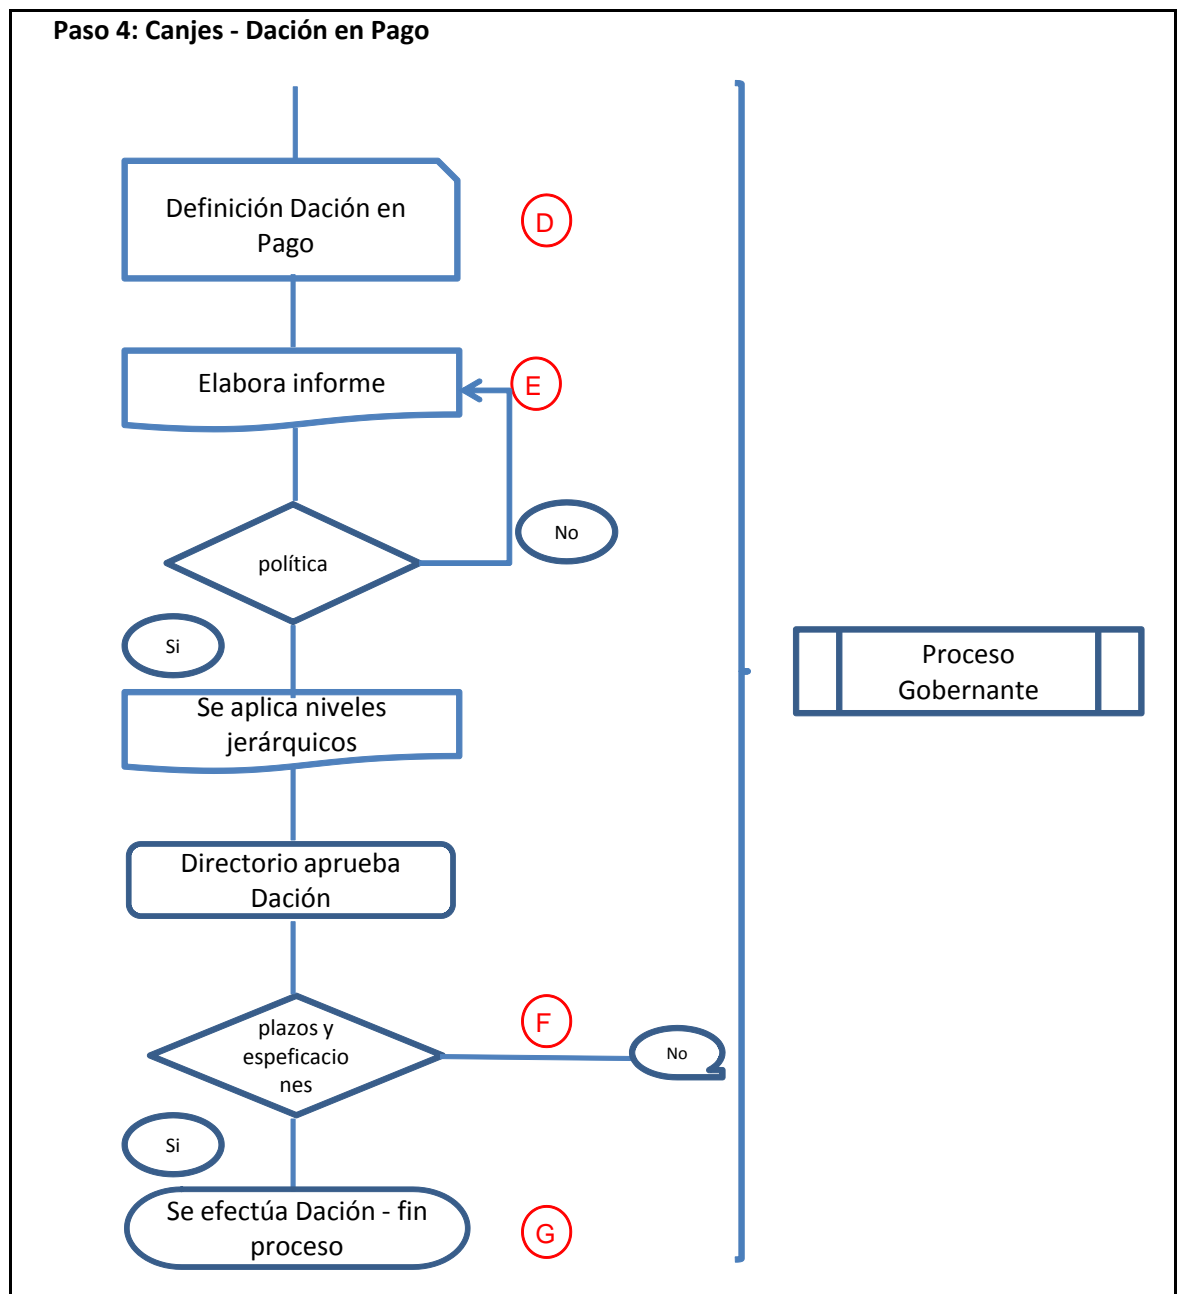 Paso 4: Canjes - Dación en Pago
Definición Dación en
Pago
D
Elabora informe
E
política
No
Si
Se aplica niveles
jerárquicos
Proceso
Gobernante
Directorio aprueba
Dación
plazos y
espeficacio
nes
F
No
Si
Se efectúa Dación - fin
proceso
G